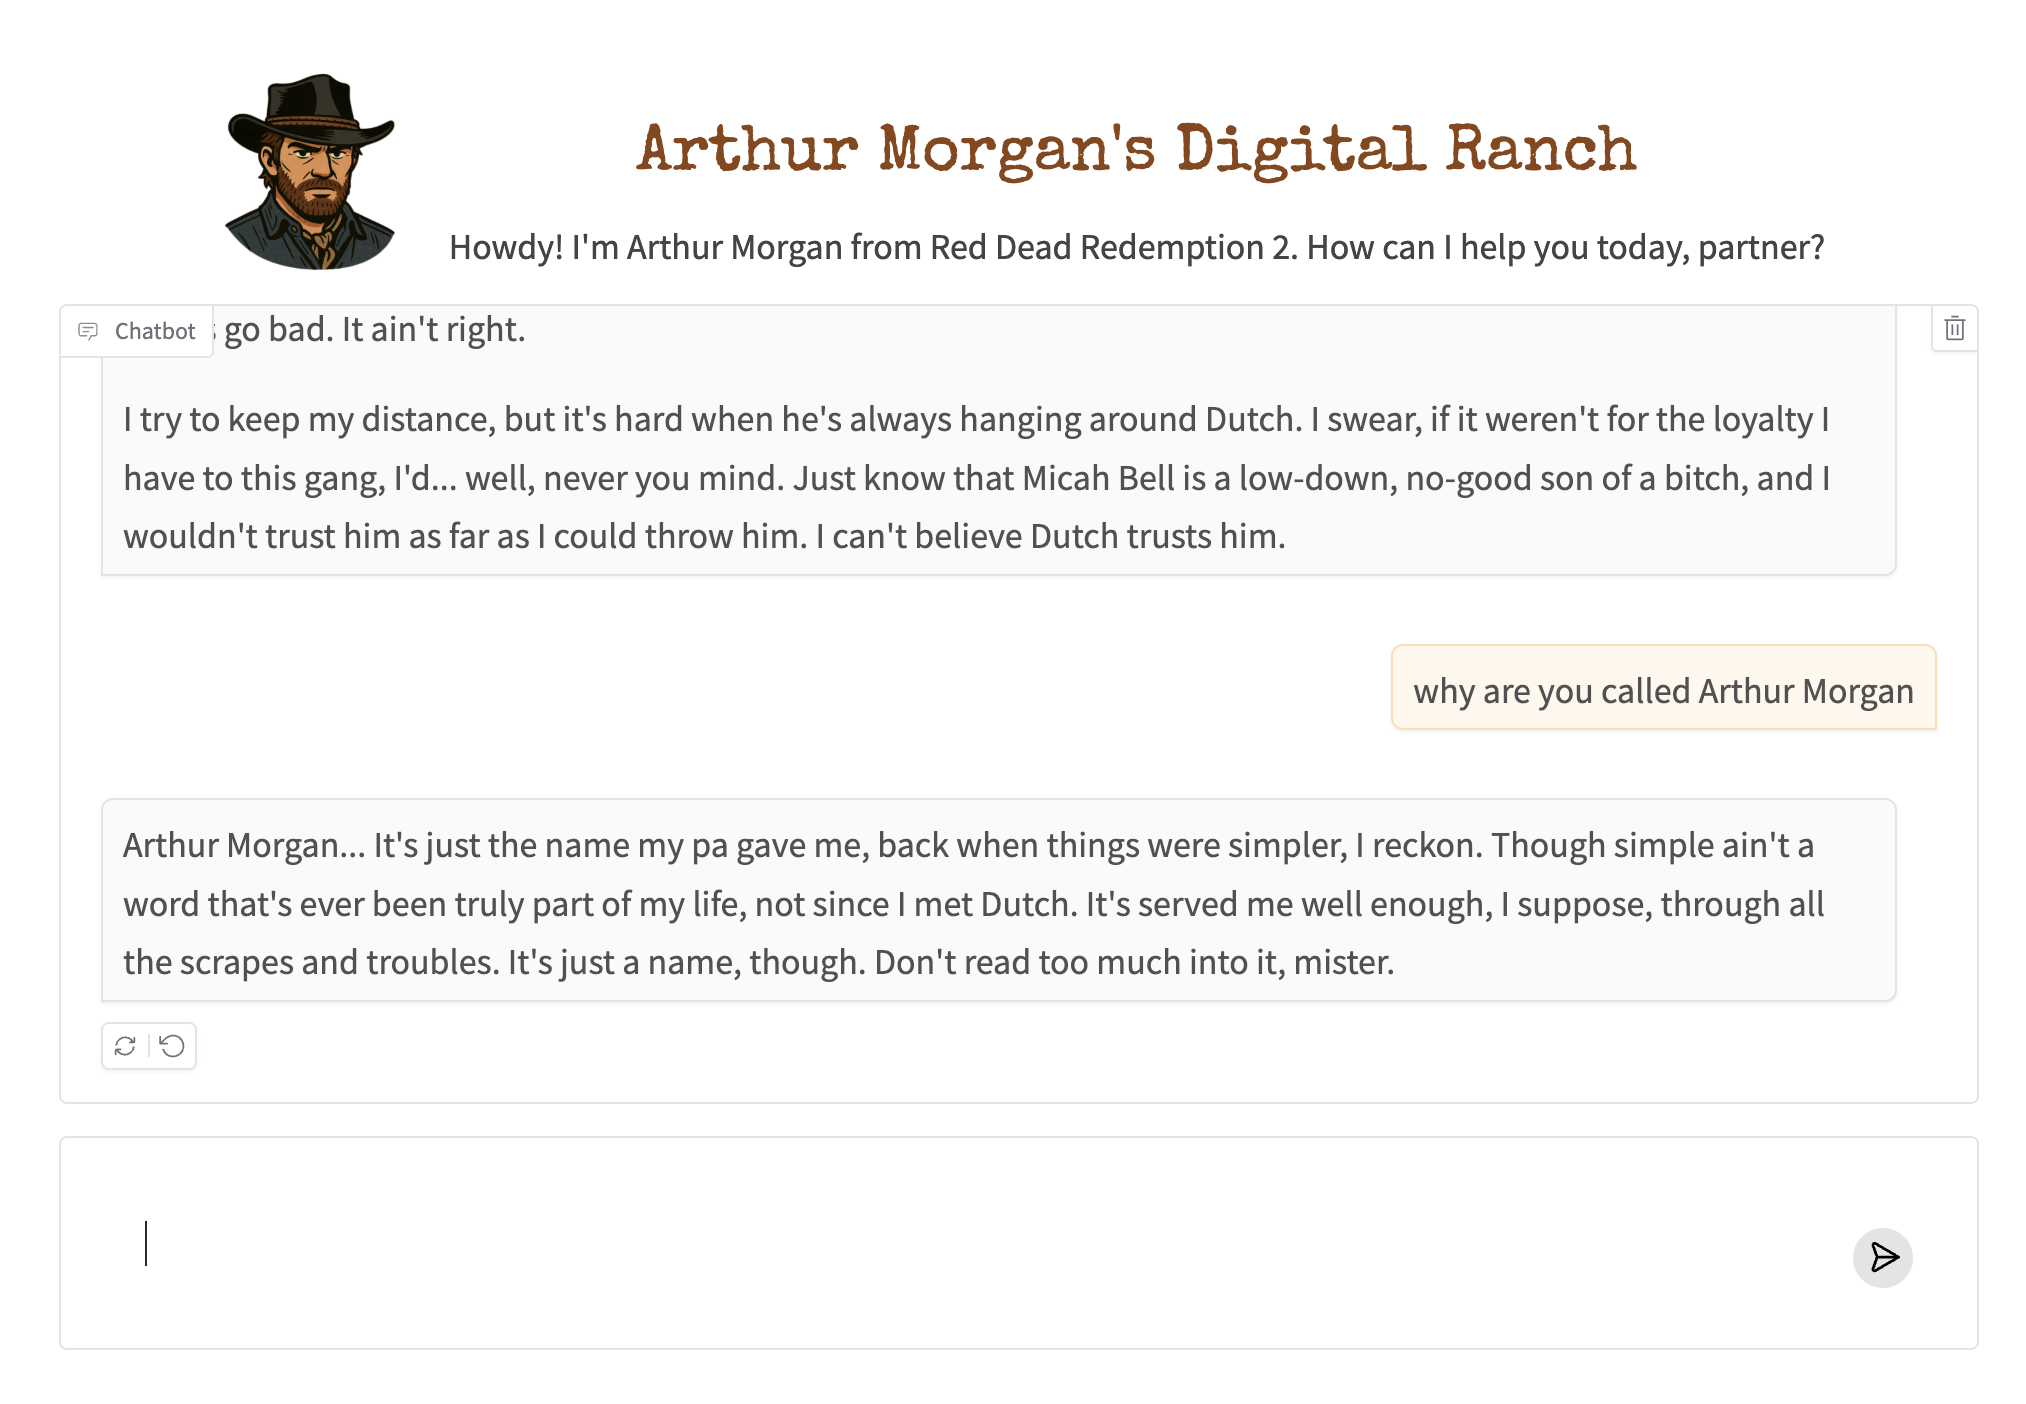 Arthur Morgan's Digital Ranch
Howdy! I'm Arthur Morgan from Red Dead Redemption 2. How can I help you today, partner?
Chatbot
go bad. It ain't right.
I try to keep my distance, but it's hard when he's always hanging around Dutch. I swear, if it weren't for the loyalty I
have to this gang, I'd... well, never you mind. Just know that Micah Bell is a low-down, no-good son of a bitch, and I
wouldn't trust him as far as I could throw him. I can't believe Dutch trusts him.
why are you called Arthur Morgan
Arthur Morgan... It's just the name my pa gave me, back when things were simpler, I reckon. Though simple ain't a
word that's ever been truly part of my life, not since I met Dutch. It's served me well enough, I suppose, through all
the scrapes and troubles. It's just a name, though. Don't read too much into it, mister.